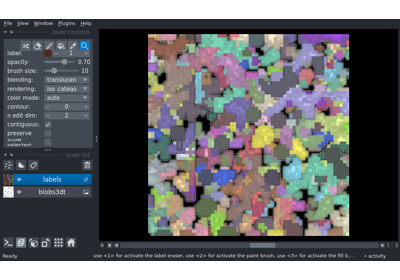 File View Window Plugins Help
layer controls
label: 1
opacity: 0.70
brush size: 10
blending: translucen
rendering: iso_catego
color mode: auto
contour: 0
n edit dim: 2
contiguous:
preserve
show
selected:
layer list
labels
blobs3dt
Ready
use <1> for activate the label eraser, use <2> for activate the paint brush, use <3> for activate the fill b...
activity